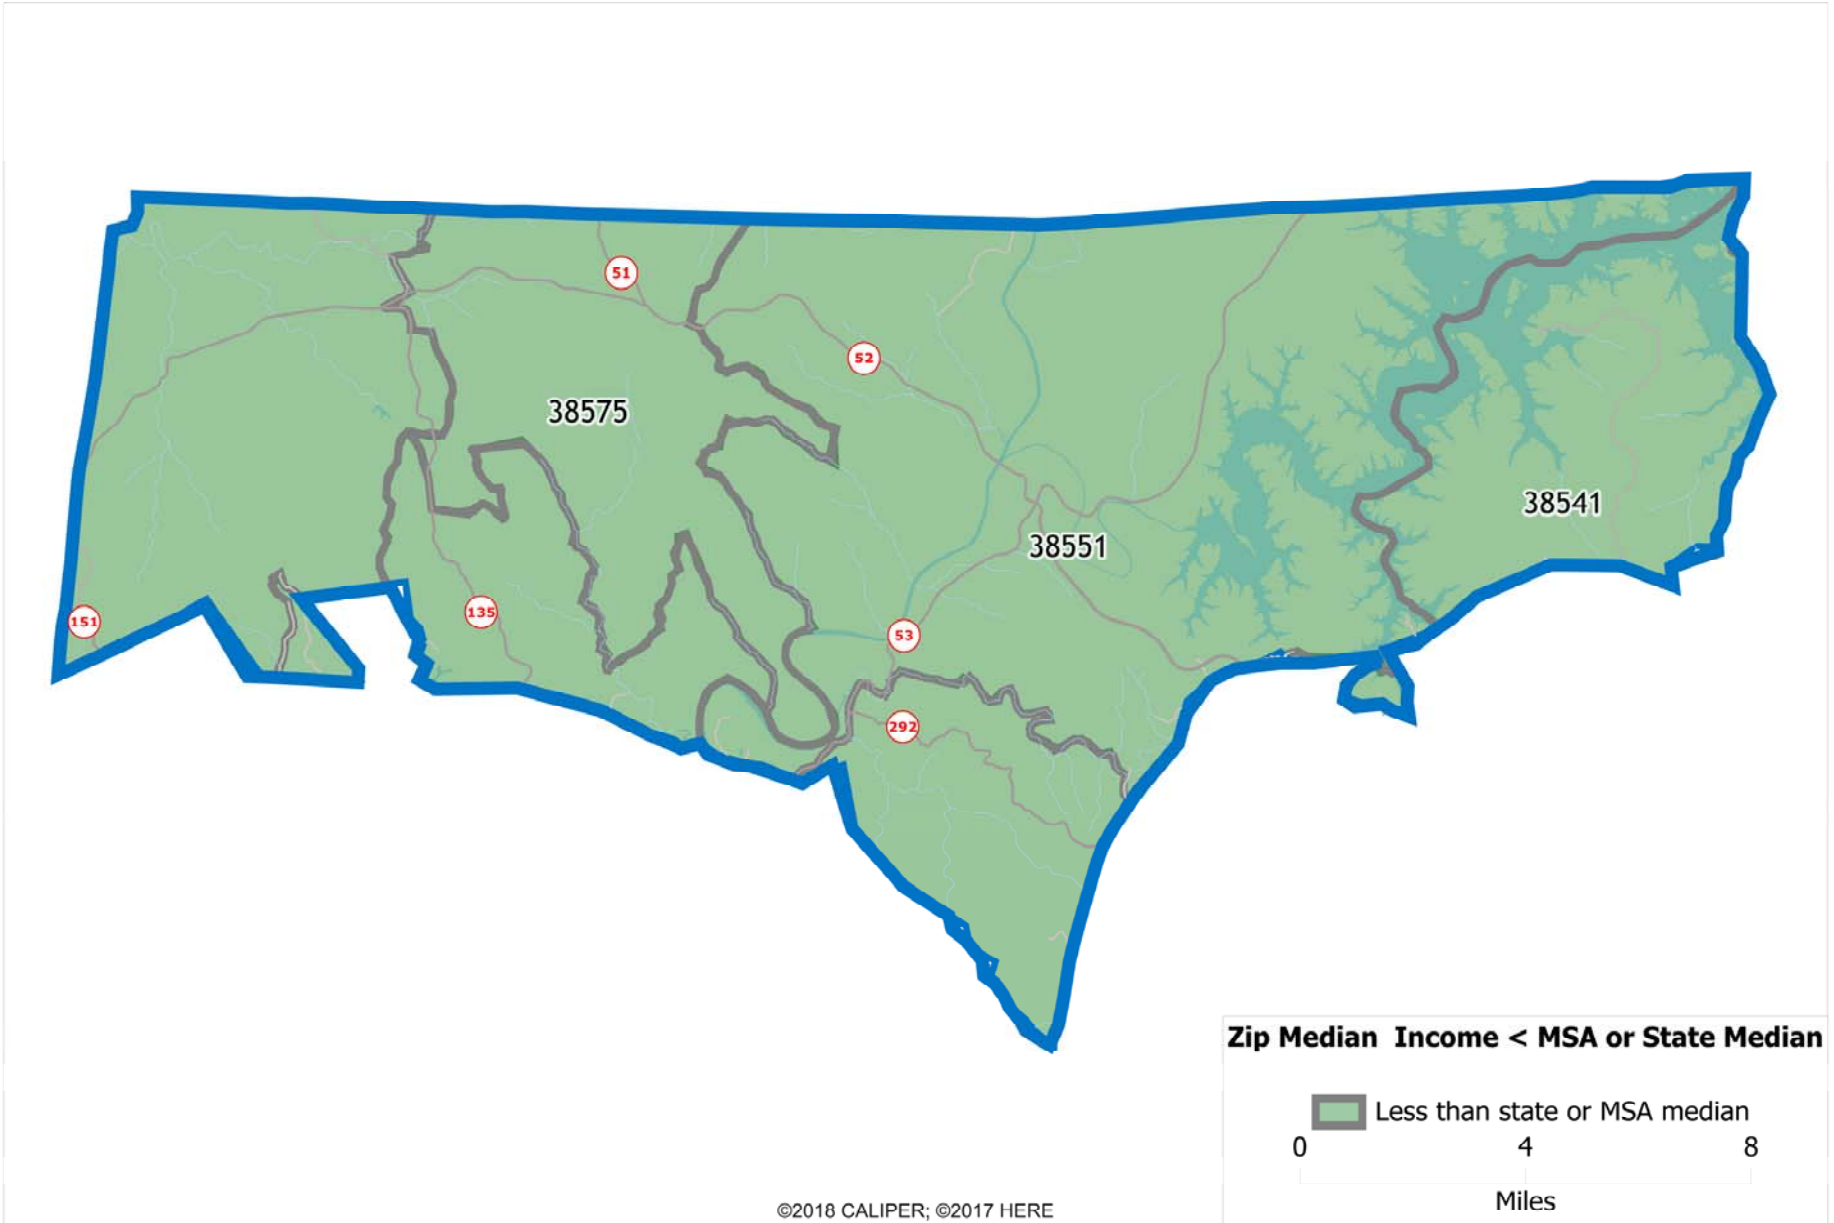 51
52
38575
38541
38551
151
135
53
292
Zip Median Income < MSA or State Median
Less than state or MSA median
0 4 8
Miles
©2018 CALIPER; ©2017 HERE